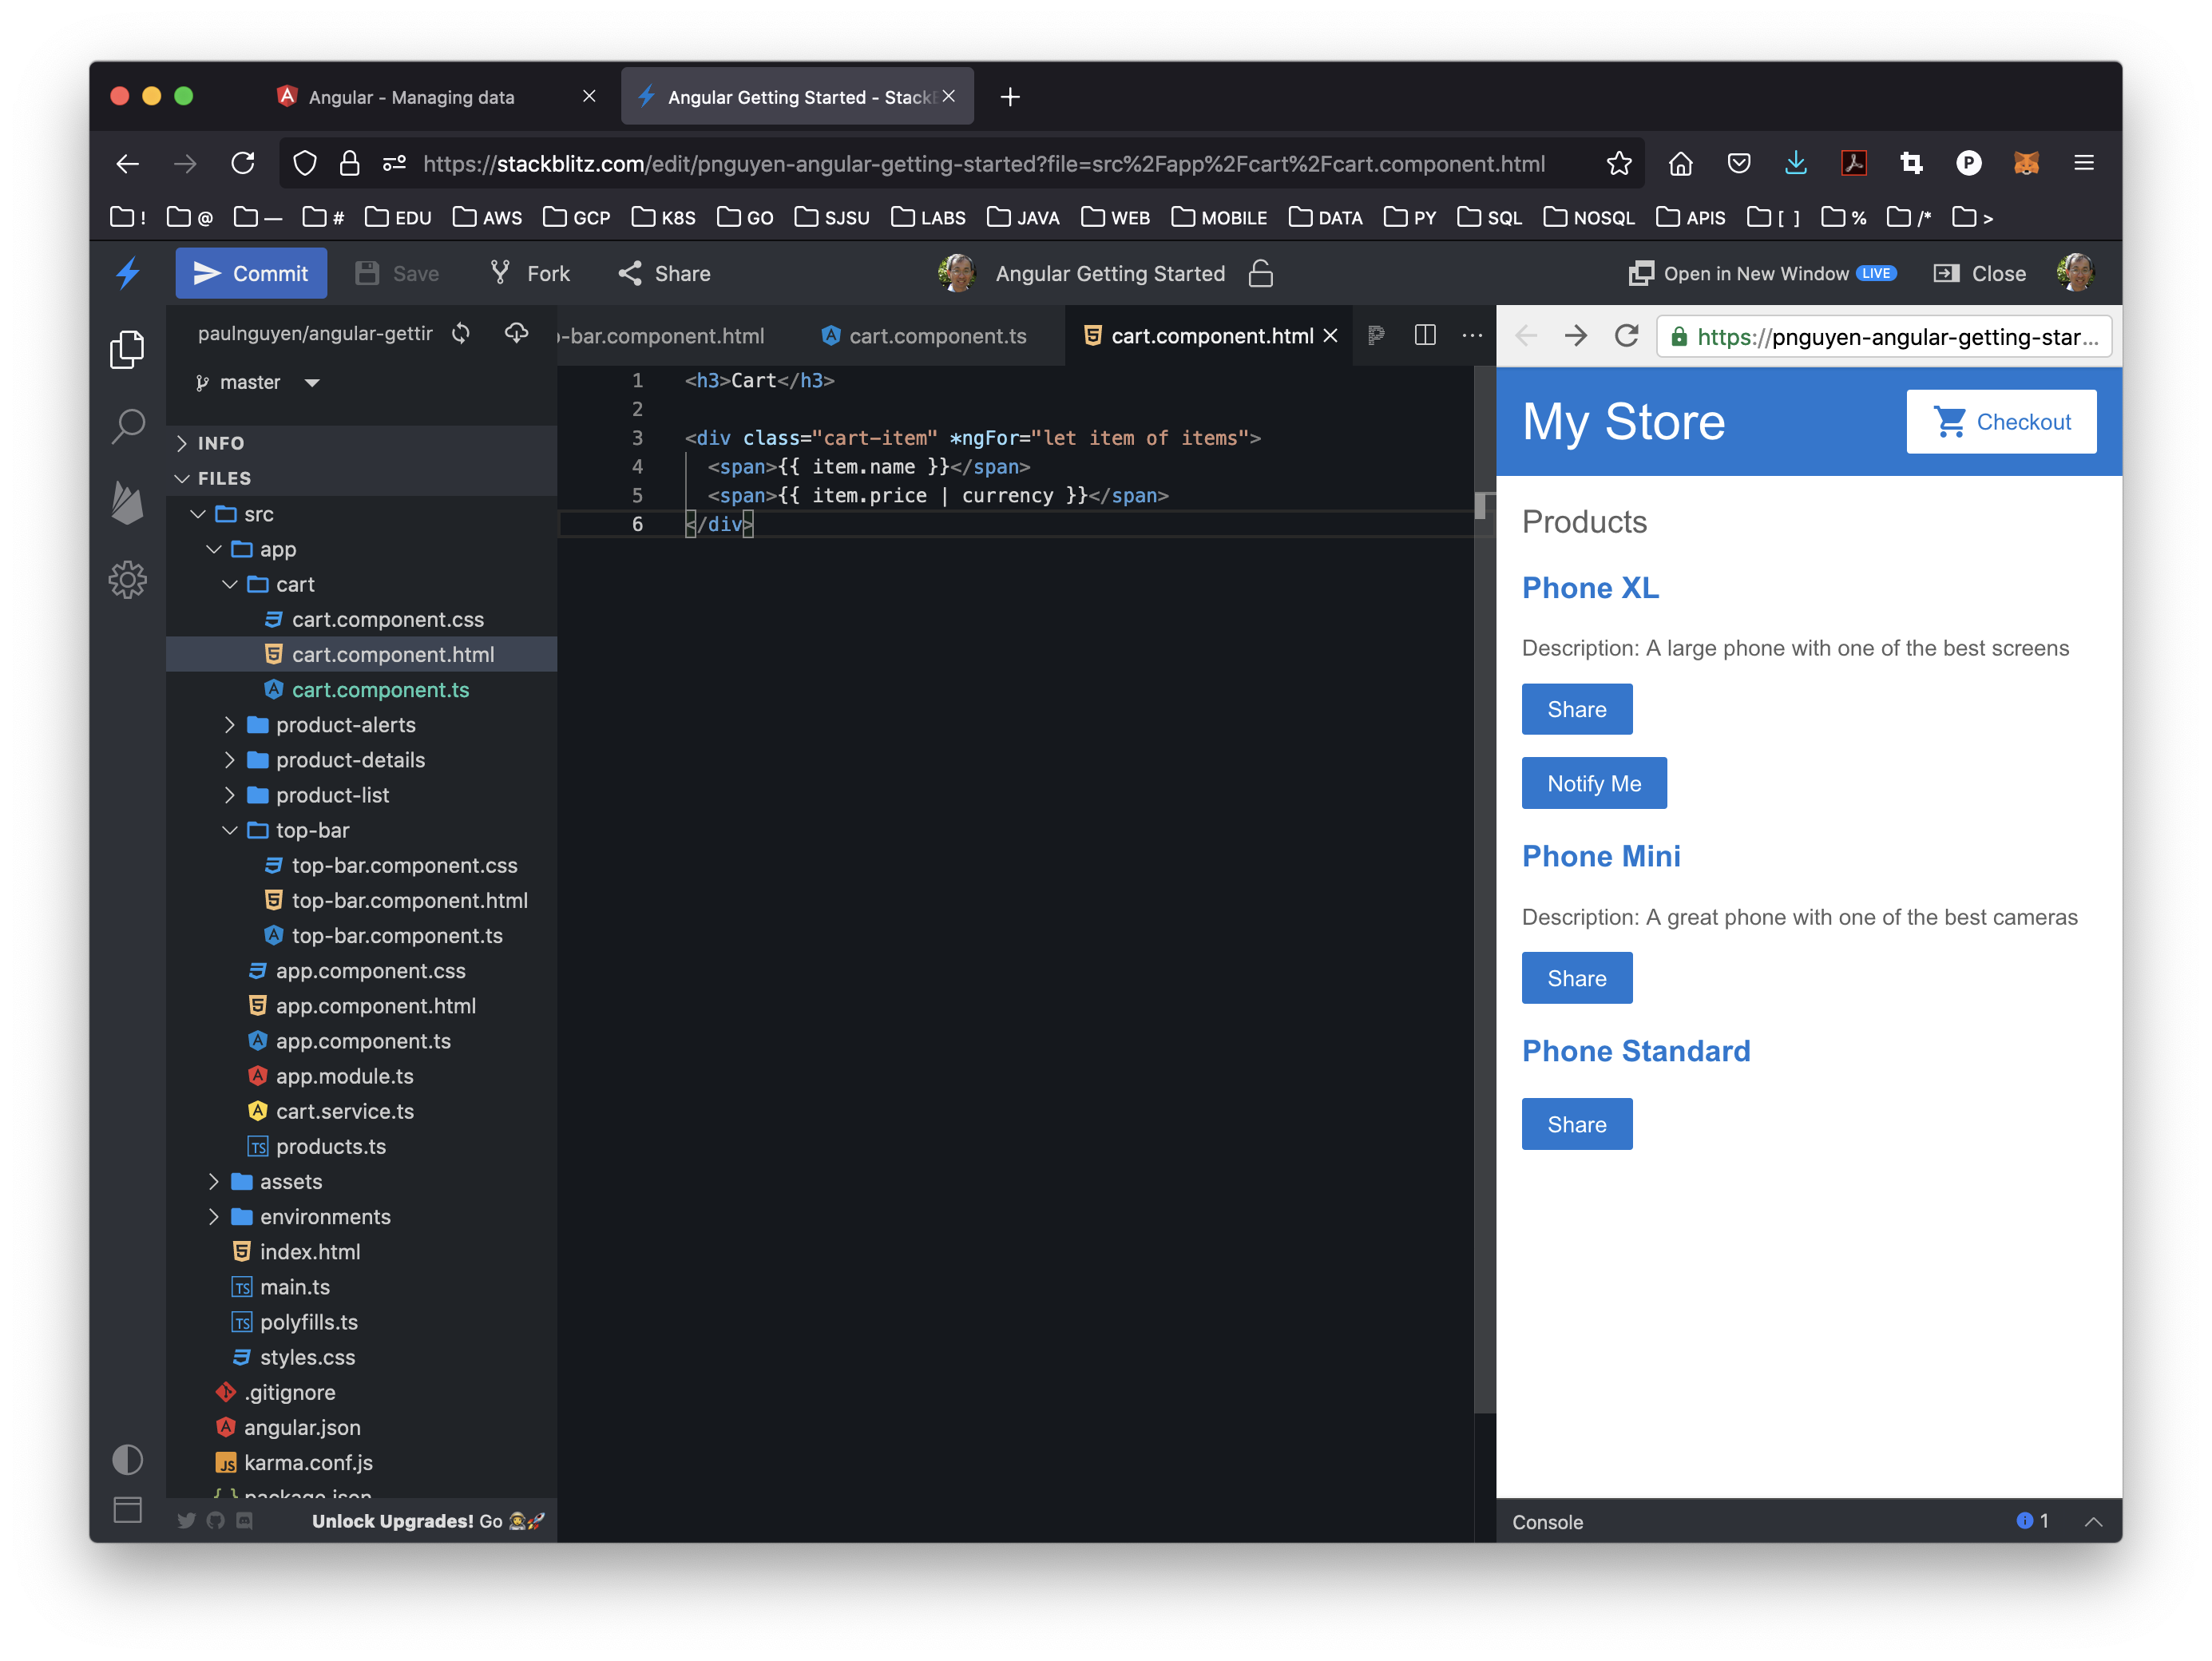 Angular - Managing data
Angular Getting Started - Stack
https://stackblitz.com/edit/pnguyen-angular-getting-started?file=src%2Fapp%2Fcart%2Fcart.component.html
! @ — # EDU AWS GCP K8S GO SJSU LABS JAVA WEB MOBILE DATA PY SQL NOSQL APIS [ ] % /* >
Commit Save Fork Share Angular Getting Started Open in New Window LIVE Close
paulnguyen/angular-gettir
master
INFO
FILES
src
app
cart
cart.component.css
cart.component.html
cart.component.ts
product-alerts
product-details
product-list
top-bar
top-bar.component.css
top-bar.component.html
top-bar.component.ts
app.component.css
app.component.html
app.component.ts
app.module.ts
cart.service.ts
products.ts
assets
environments
index.html
main.ts
polyfills.ts
styles.css
.gitignore
angular.json
karma.conf.js
package.json
Unlock Upgrades! Go
-bar.component.html cart.component.ts cart.component.html
1 <h3>Cart</h3>
2
3 <div class="cart-item" *ngFor="let item of items">
4 <span>{{ item.name }}</span>
5 <span>{{ item.price | currency }}</span>
6 </div>
https://pnguyen-angular-getting-star...
My Store Checkout
Products
Phone XL
Description: A large phone with one of the best screens
Share
Notify Me
Phone Mini
Description: A great phone with one of the best cameras
Share
Phone Standard
Share
Console 1